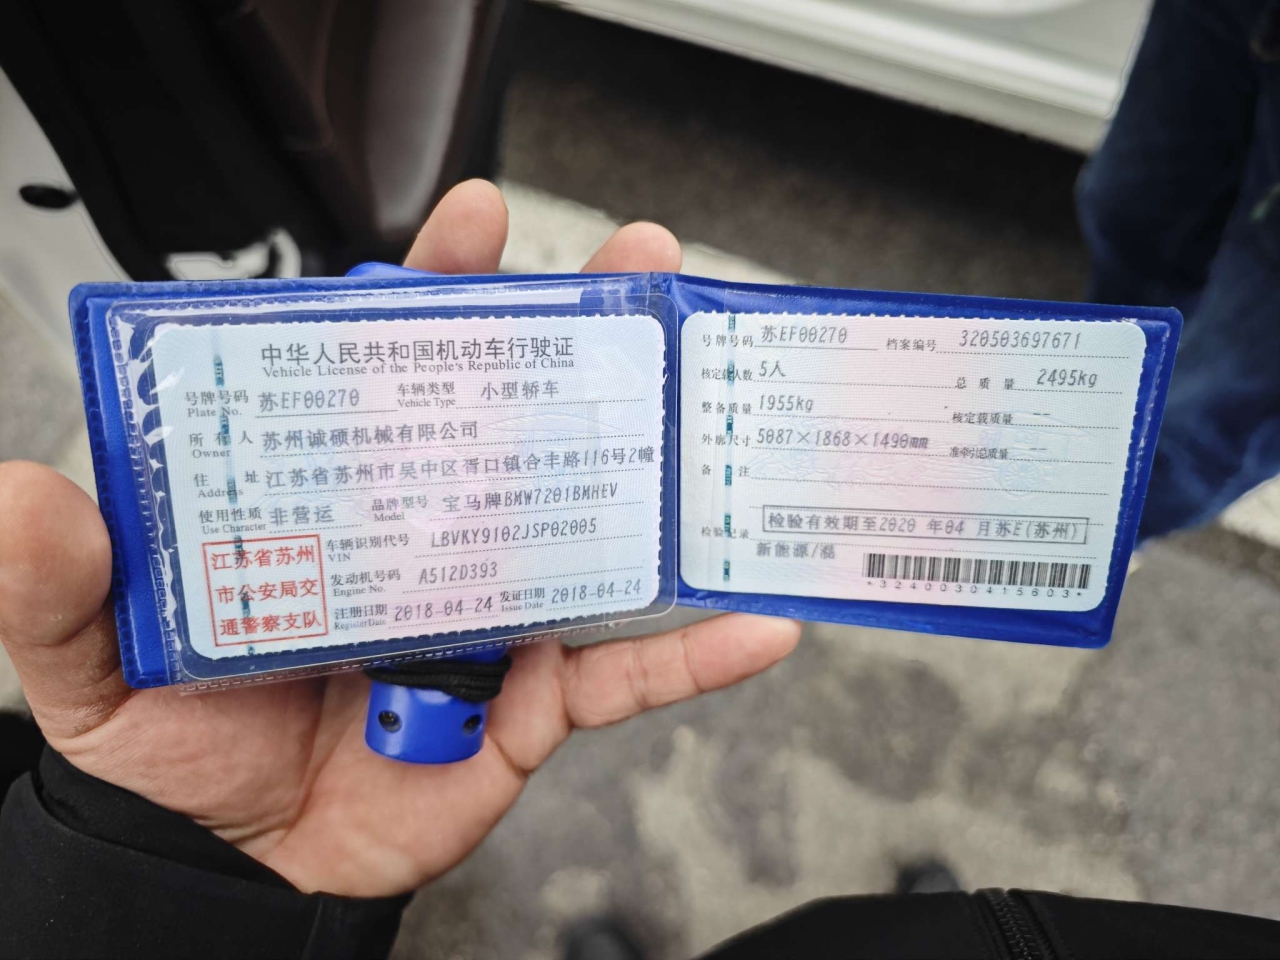 中华人民共和国机动车行驶证
Vehicle License of the People's Republic of China
号牌号码 Plate No. 苏EF00270 车辆类型 Vehicle Type 小型轿车
所有人 Owner 苏州诚硕机械有限公司
住址 Address 江苏省苏州市吴中区胥口镇合丰路116号2幢
使用性质 Use Character 非营运 品牌型号 Model 宝马牌BMW7201BMHEV
车辆识别代号 VIN LBVKY9102JSP02005
发动机号码 Engine No. A512D393
注册日期 Register Date 2018-04-24 发证日期 Issue Date 2018-04-24
江苏省苏州
市公安局交
通警察支队
号牌号码 苏EF00270 档案编号 320503697671
核定载人数 5人 总质量 2495kg
整备质量 1955kg 核定载质量 --
外廓尺寸 5087×1868×1490mm 准牵引总质量 --
备注
检验记录 检验有效期至2020 年04 月苏E(苏州)
新能源/混
*3240030415603*